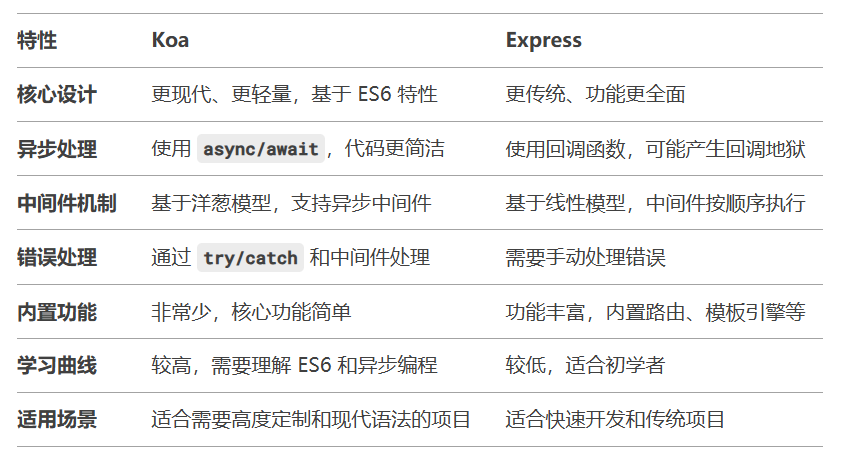 特性 Koa Express
核心设计 更现代、更轻量，基于 ES6 特性 更传统、功能更全面
异步处理 使用 async/await，代码更简洁 使用回调函数，可能产生回调地狱
中间件机制 基于洋葱模型，支持异步中间件 基于线性模型，中间件按顺序执行
错误处理 通过 try/catch 和中间件处理 需要手动处理错误
内置功能 非常少，核心功能简单 功能丰富，内置路由、模板引擎等
学习曲线 较高，需要理解 ES6 和异步编程 较低，适合初学者
适用场景 适合需要高度定制和现代语法的项目 适合快速开发和传统项目